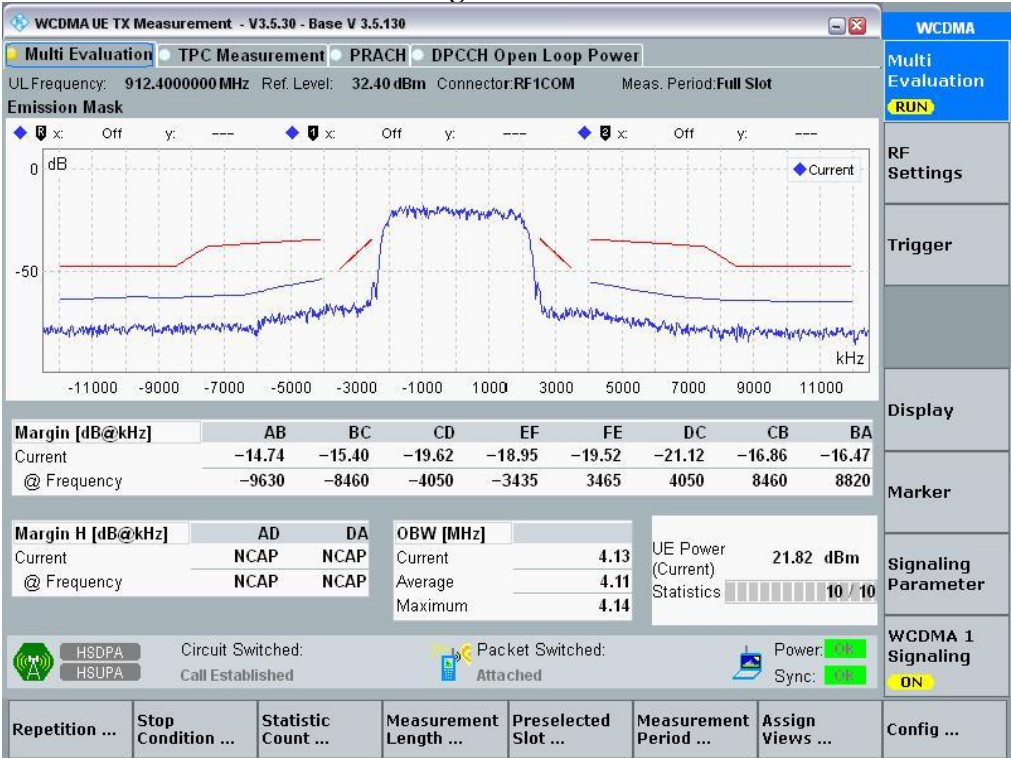 WCDMA UE TX Measurement - V3.5.30 - Base V 3.5.130
WCDMA
Multi Evaluation TPC Measurement PRACH DPCCH Open Loop Power
Multi
Evaluation
RUN
UL Frequency: 912.4000000 MHz Ref. Level: 32.40 dBm Connector:RF1COM Meas. Period:Full Slot
Emission Mask
R x: Off y: --- 1 x: Off y: --- 2 x: Off y: ---
0 dB
Current
-50
kHz
-11000 -9000 -7000 -5000 -3000 -1000 1000 3000 5000 7000 9000 11000
RF
Settings
Trigger
Display
Marker
Signaling
Parameter
WCDMA 1
Signaling
ON
Margin [dB@kHz] AB BC CD EF FE DC CB BA
Current -14.74 -15.40 -19.62 -18.95 -19.52 -21.12 -16.86 -16.47
@ Frequency -9630 -8460 -4050 -3435 3465 4050 8460 8820
Margin H [dB@kHz] AD DA
Current NCAP NCAP
@ Frequency NCAP NCAP
OBW [MHz]
Current 4.13
Average 4.11
Maximum 4.14
UE Power
(Current) 21.82 dBm
Statistics 10 / 10
HSDPA
HSUPA
Circuit Switched:
Call Established
Packet Switched:
Attached
Power: Ok
Sync: Ok
Repetition ...
Stop
Condition ...
Statistic
Count ...
Measurement
Length ...
Preselected
Slot ...
Measurement
Period ...
Assign
Views ...
Config ...